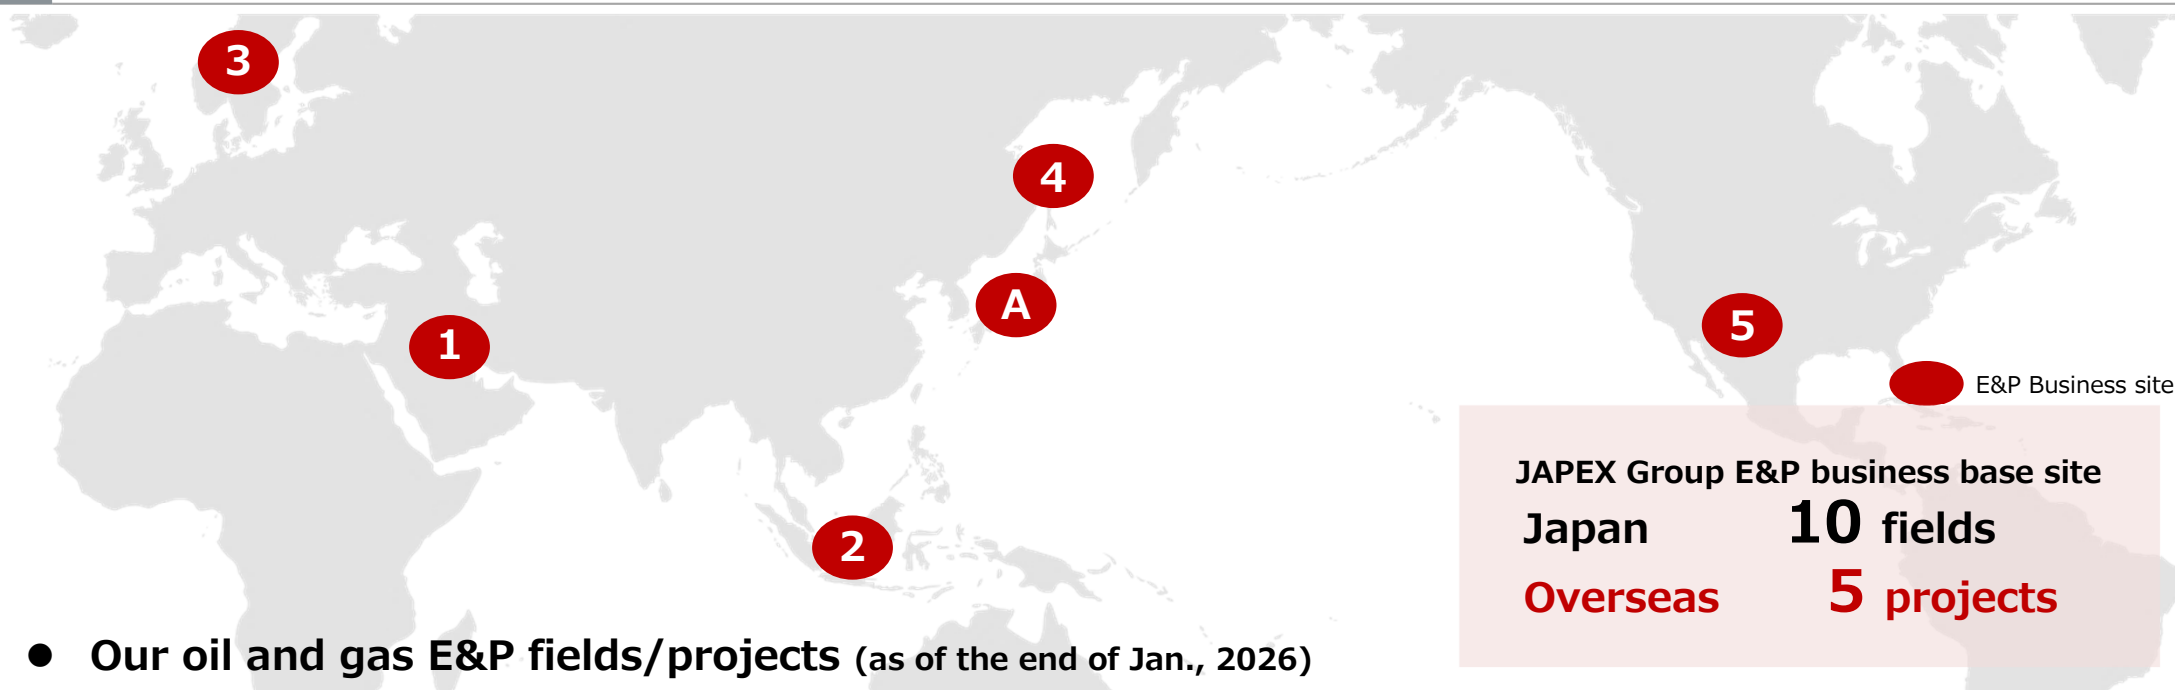 3
4
A
1
5
E&P Business site
2
JAPEX Group E&P business base site
Japan 10 fields
Overseas 5 projects
● Our oil and gas E&P fields/projects (as of the end of Jan., 2026)